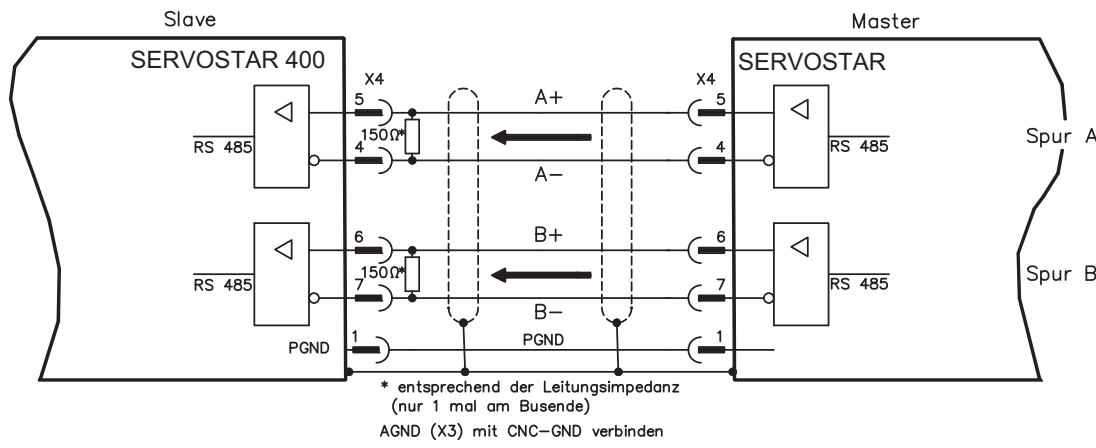 Slave
Master
SERVOSTAR 400
SERVOSTAR
X4
X4
5
A+
5
RS 485
150Ω*
RS 485
Spur A
4
A-
4
6
B+
6
RS 485
150Ω*
RS 485
Spur B
7
B-
7
PGND
1
PGND
1
* entsprechend der Leitungsimpedanz
(nur 1 mal am Busende)
AGND (X3) mit CNC-GND verbinden